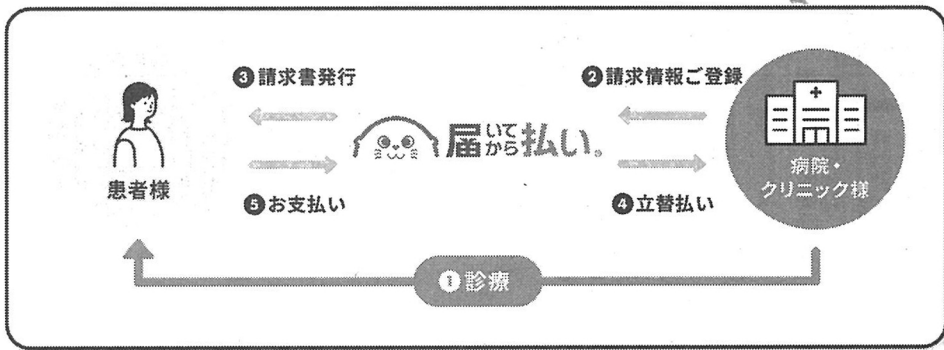 ❸請求書発行
❷請求情報ご登録
届いてから払い。
患者様
病院・
クリニック様
❺お支払い
❹立替払い
❶診療